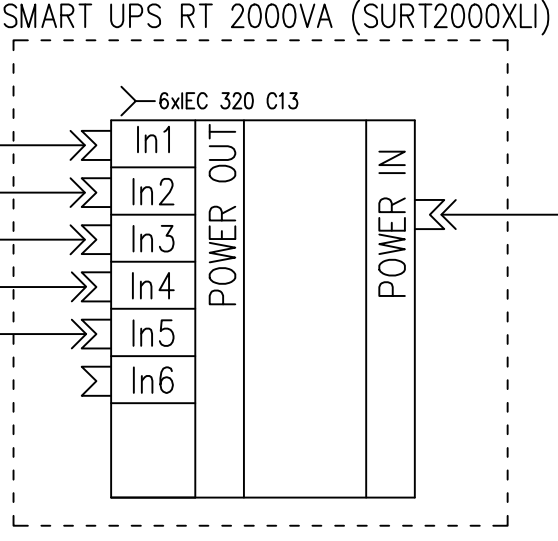 SMART UPS RT 2000VA (SURT2000XLI)
6xIEC 320 C13
In1
In2
In3
In4
In5
In6
POWER OUT
POWER IN